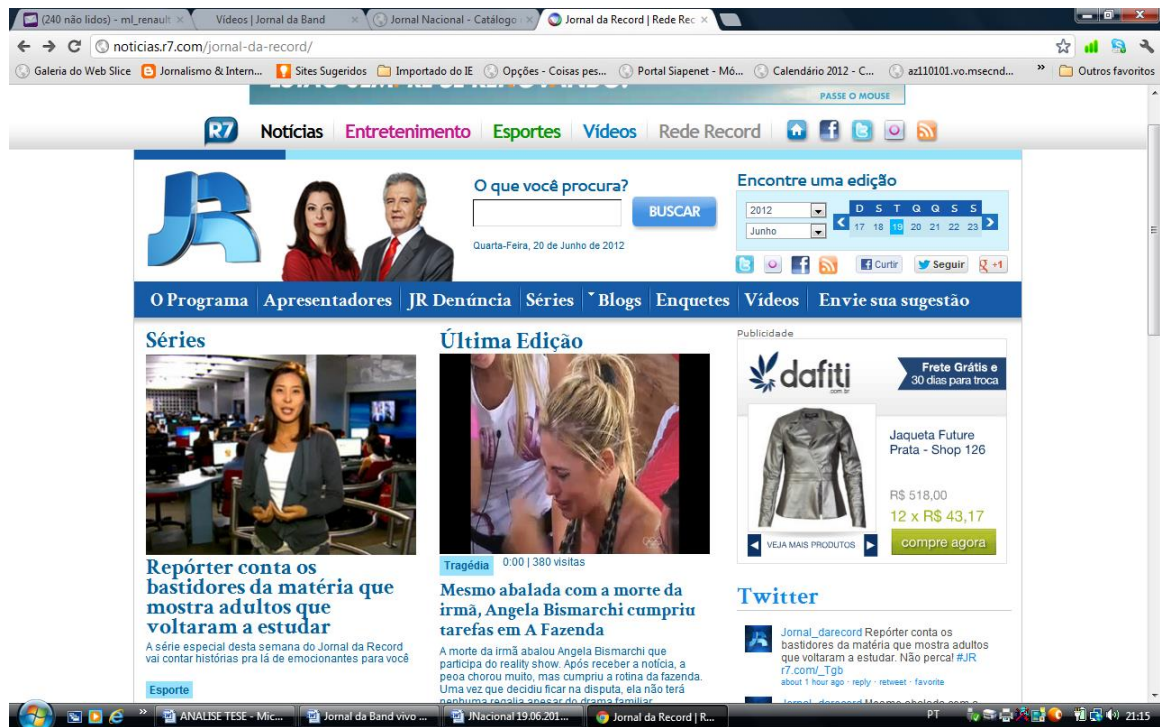 (240 não lidos) - ml_renault
Vídeos | Jornal da Band
Jornal Nacional - Catálogo
Jornal da Record | Rede Rec
noticias.r7.com/jornal-da-record/
Galeria do Web Slice
Jornalismo & Intern...
Sites Sugeridos
Importado do IE
Opções - Coisas pes...
Portal Siapenet - Mó...
Calendário 2012 - C...
az110101.vo.msecnd...
»
Outros favoritos
PASSE O MOUSE
R7 Notícias Entretenimento Esportes Vídeos Rede Record
JR
O que você procura?
BUSCAR
Quarta-Feira, 20 de Junho de 2012
Encontre uma edição
2012
Junho
D S T Q Q S S
17 18 19 20 21 22 23
Curtir
Seguir
+1
O Programa Apresentadores JR Denúncia Séries Blogs Enquetes Vídeos Envie sua sugestão
Séries
Repórter conta os
bastidores da matéria que
mostra adultos que
voltaram a estudar
A série especial desta semana do Jornal da Record
vai contar histórias pra lá de emocionantes para você
Esporte
Última Edição
Tragédia 0:00 | 380 visitas
Mesmo abalada com a morte da
irmã, Angela Bismarchi cumpriu
tarefas em A Fazenda
A morte da irmã abalou Angela Bismarchi que
participa do reality show. Após receber a notícia, a
peoa chorou muito, mas cumpriu a rotina da fazenda.
Uma vez que decidiu ficar na disputa, ela não terá
nenhuma regalia apesar do drama familiar
Publicidade
dafiti
.com.br
Frete Grátis e
30 dias para troca
Jaqueta Future
Prata - Shop 126
R$ 518,00
12 x R$ 43,17
compre agora
VEJA MAIS PRODUTOS
Twitter
Jornal_darecord Repórter conta os
bastidores da matéria que mostra adultos
que voltaram a estudar. Não perca! #JR
r7.com/_Tgb
about 1 hour ago · reply · retweet · favorite
»
ANALISE TESE - Mic...
Jornal da Band vivo ...
JNacional 19.06.201...
Jornal da Record | R...
PT
21:15